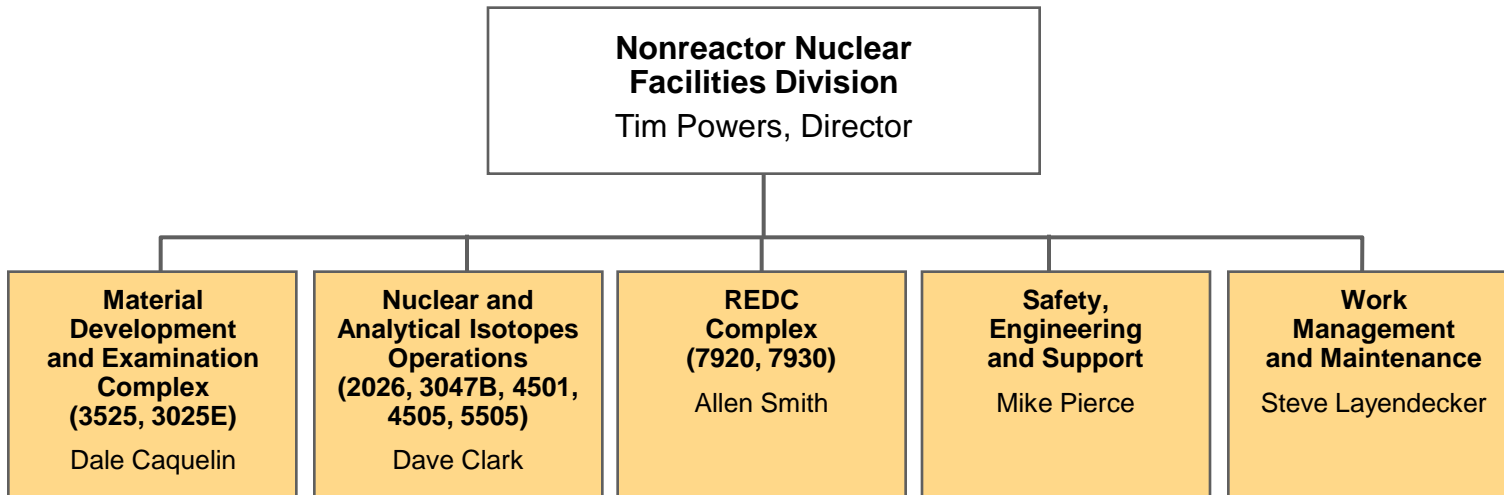 Nonreactor Nuclear
Facilities Division
Tim Powers, Director
Material
Development
and Examination
Complex
(3525, 3025E)
Dale Caquelin
Nuclear and
Analytical Isotopes
Operations
(2026, 3047B, 4501,
4505, 5505)
Dave Clark
REDC
Complex
(7920, 7930)
Allen Smith
Safety,
Engineering
and Support
Mike Pierce
Work
Management
and Maintenance
Steve Layendecker